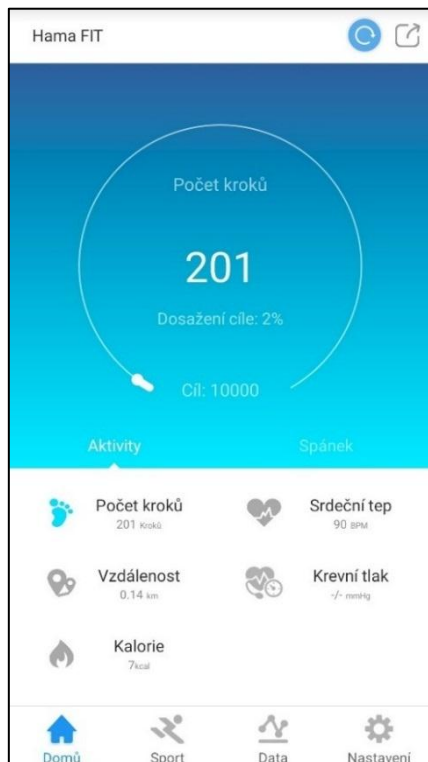 Hama FIT
Počet kroků
201
Dosažení cíle: 2%
Cíl: 10000
Aktivity
Spánek
Počet kroků
201 Kroků
Srdeční tep
90 BPM
Vzdálenost
0.14 km
Krevní tlak
-/- mmHg
Kalorie
7kcal
Domů
Sport
Data
Nastavení